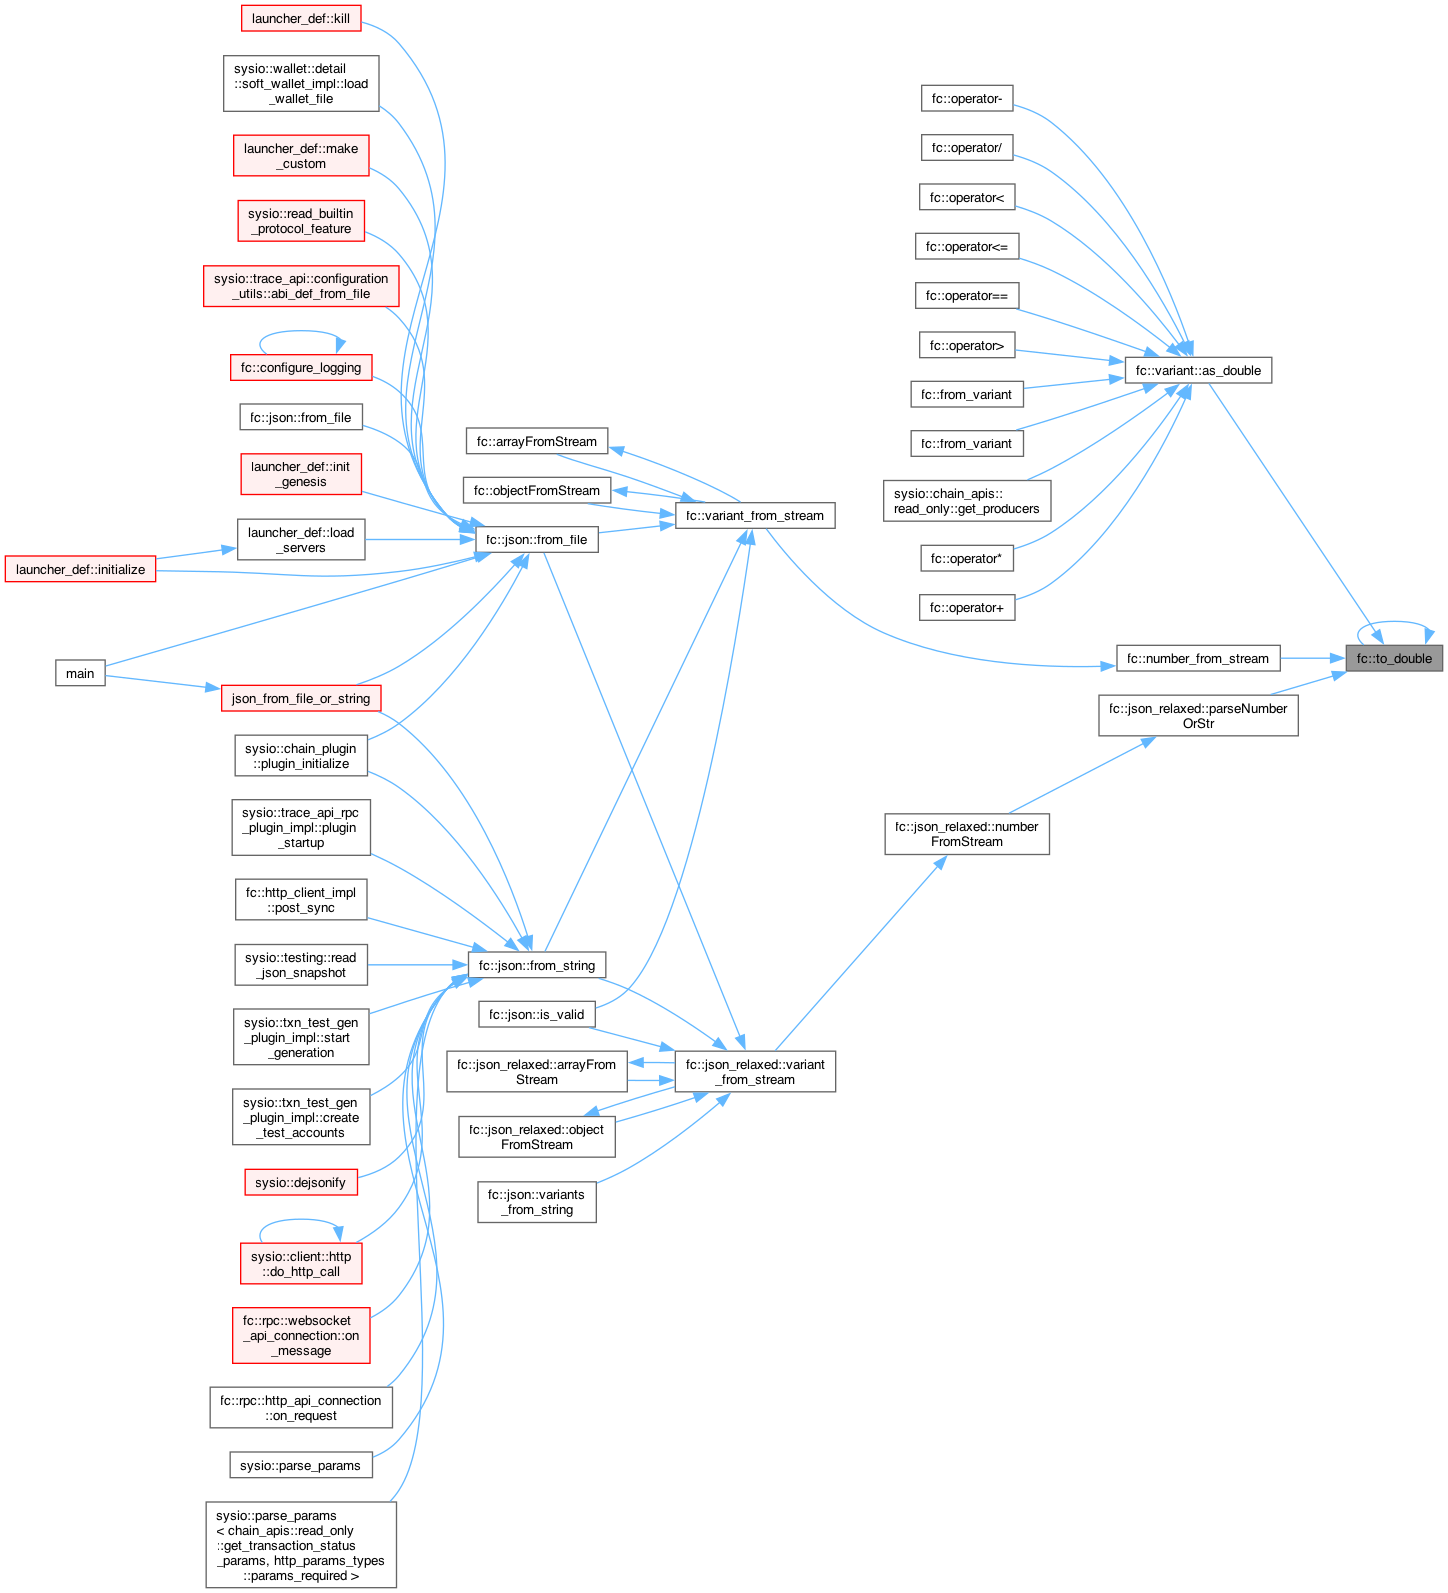 launcher_def::kill
sysio::wallet::detail
::soft_wallet_impl::load
_wallet_file
launcher_def::make
_custom
sysio::read_builtin
_protocol_feature
sysio::trace_api::configuration
_utils::abi_def_from_file
fc::configure_logging
fc::json::from_file
launcher_def::init
_genesis
launcher_def::load
_servers
launcher_def::initialize
main
json_from_file_or_string
sysio::chain_plugin
::plugin_initialize
sysio::trace_api_rpc
_plugin_impl::plugin
_startup
fc::http_client_impl
::post_sync
sysio::testing::read
_json_snapshot
sysio::txn_test_gen
_plugin_impl::start
_generation
sysio::txn_test_gen
_plugin_impl::create
_test_accounts
sysio::dejsonify
sysio::client::http
::do_http_call
fc::rpc::websocket
_api_connection::on
_message
fc::rpc::http_api_connection
::on_request
sysio::parse_params
sysio::parse_params
< chain_apis::read_only
::get_transaction_status
_params, http_params_types
::params_required >
fc::arrayFromStream
fc::objectFromStream
fc::json::from_file
fc::json::from_string
fc::json::is_valid
fc::json_relaxed::arrayFrom
Stream
fc::json_relaxed::object
FromStream
fc::json::variants
_from_string
fc::variant_from_stream
fc::json_relaxed::variant
_from_stream
fc::operator-
fc::operator/
fc::operator<
fc::operator<=
fc::operator==
fc::operator>
fc::from_variant
fc::from_variant
sysio::chain_apis::
read_only::get_producers
fc::operator*
fc::operator+
fc::json_relaxed::number
FromStream
fc::variant::as_double
fc::number_from_stream
fc::json_relaxed::parseNumber
OrStr
fc::to_double